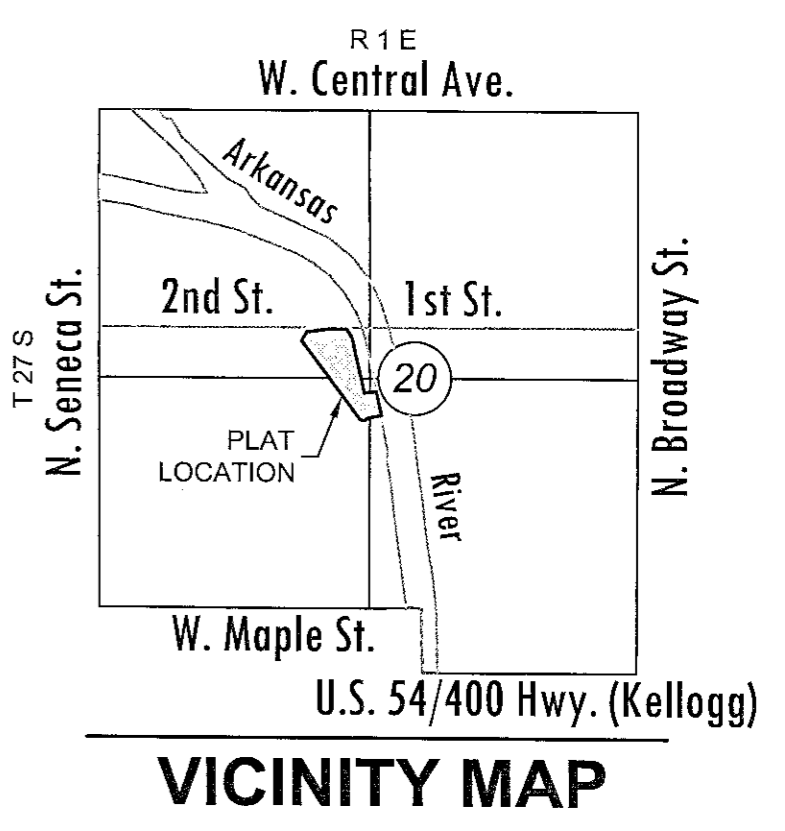 R 1 E
W. Central Ave.
Arkansas
2nd St.
1st St.
N. Seneca St.
T 27 S
20
N. Broadway St.
PLAT
LOCATION
River
W. Maple St.
U.S. 54/400 Hwy. (Kellogg)
VICINITY MAP